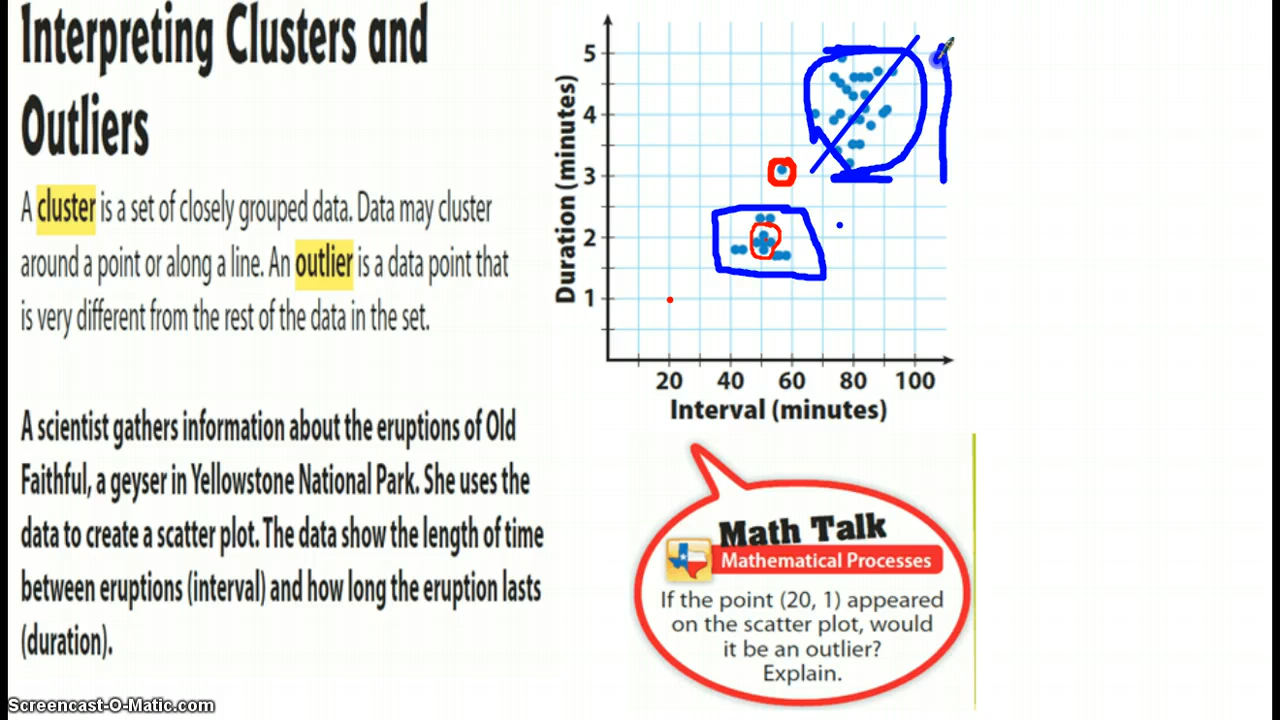 Interpreting Clusters and
Outliers
A cluster is a set of closely grouped data. Data may cluster
around a point or along a line. An outlier is a data point that
is very different from the rest of the data in the set.
A scientist gathers information about the eruptions of Old
Faithful, a geyser in Yellowstone National Park. She uses the
data to create a scatter plot. The data show the length of time
between eruptions (interval) and how long the eruption lasts
(duration).
Duration (minutes)
5
4
3
2
1
20 40 60 80 100
Interval (minutes)
Math Talk
Mathematical Processes
If the point (20, 1) appeared
on the scatter plot, would
it be an outlier?
Explain.
Screencast-O-Matic.com